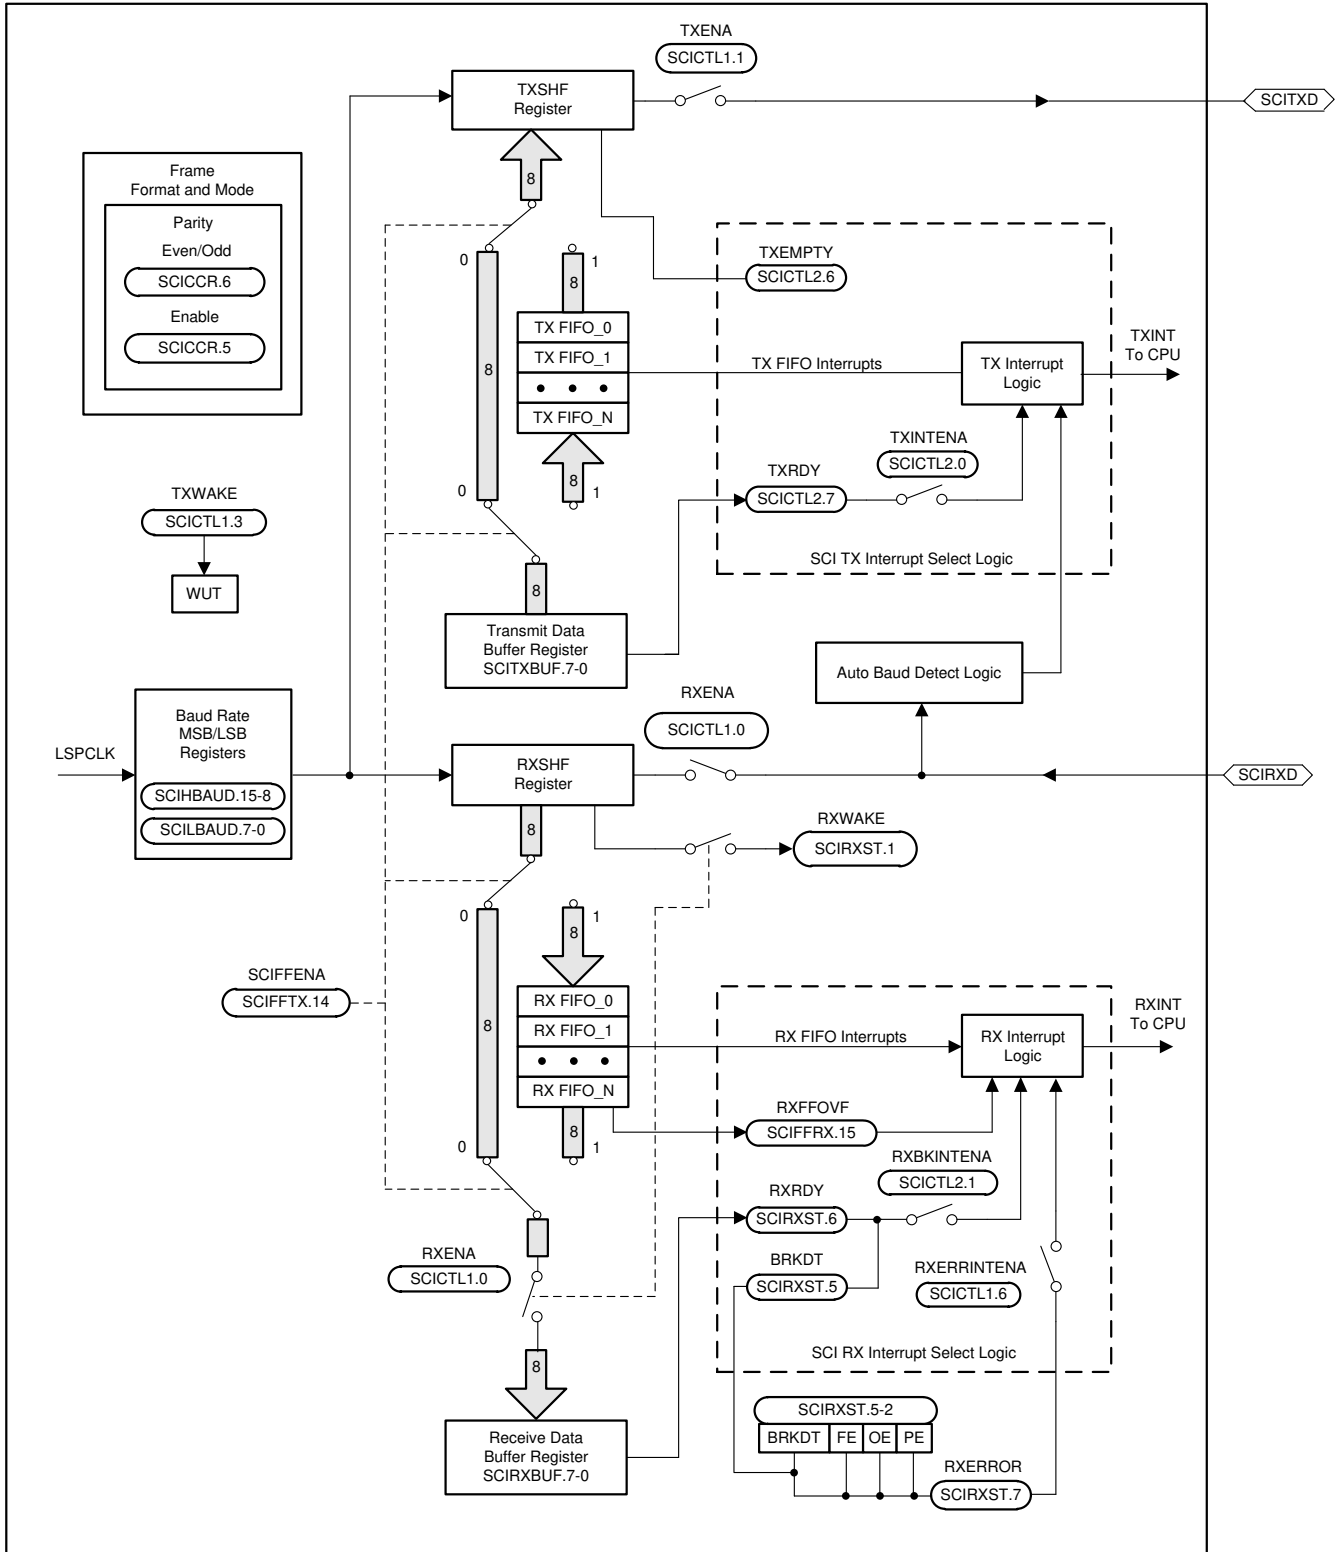 TXENA
SCICTL1.1
TXSHF
Register
SCITXD
Frame
Format and Mode
Parity
Even/Odd
SCICCR.6
Enable
SCICCR.5
8
0
1
8
8
TX FIFO_0
TX FIFO_1
TX FIFO_N
8
0
1
TXEMPTY
SCICTL2.6
TX FIFO Interrupts
TX Interrupt
Logic
TXINT
To CPU
TXINTENA
SCICTL2.0
TXRDY
SCICTL2.7
SCI TX Interrupt Select Logic
TXWAKE
SCICTL1.3
WUT
8
Transmit Data
Buffer Register
SCITXBUF.7-0
Auto Baud Detect Logic
RXENA
SCICTL1.0
LSPCLK
Baud Rate
MSB/LSB
Registers
SCIHBAUD.15-8
SCILBAUD.7-0
RXSHF
Register
SCIRXD
8
RXWAKE
SCIRXST.1
0
1
8
SCIFFENA
SCIFFTX.14
8
RX FIFO_0
RX FIFO_1
RX FIFO_N
8
0
1
RX FIFO Interrupts
RX Interrupt
Logic
RXINT
To CPU
RXFFOVF
SCIFFRX.15
RXBKINTENA
SCICTL2.1
RXRDY
SCIRXST.6
BRKDT
SCIRXST.5
RXERRINTENA
SCICTL1.6
SCI RX Interrupt Select Logic
RXENA
SCICTL1.0
8
Receive Data
Buffer Register
SCIRXBUF.7-0
SCIRXST.5-2
BRKDT FE OE PE
RXERROR
SCIRXST.7